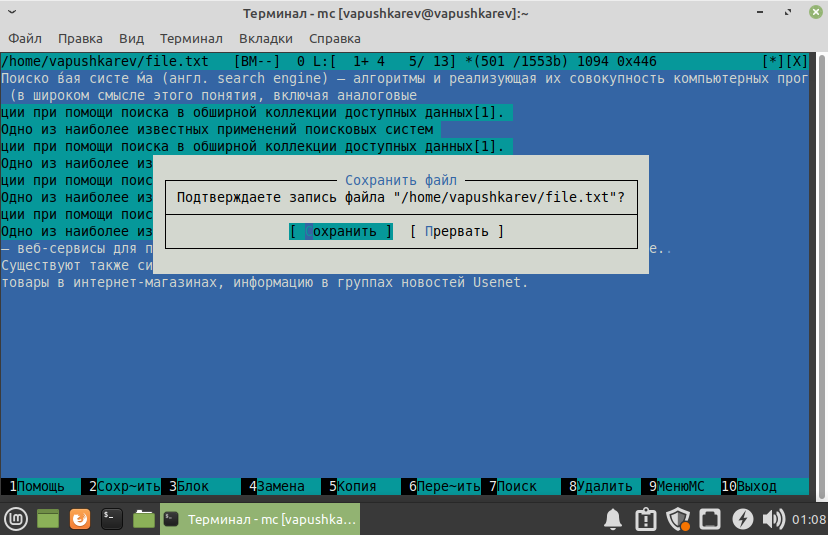 Терминал - mc [vapushkarev@vapushkarev]:~
Файл Правка Вид Терминал Вкладки Справка
/home/vapushkarev/file.txt [BM--] 0 L:[ 1+ 4 5/ 13] *(501 /1553b) 1094 0x446 [*][X]
Поиско́вая систе́ма (англ. search engine) — алгоритмы и реализующая их совокупность компьютерных прог
(в широком смысле этого понятия, включая аналоговые
ции при помощи поиска в обширной коллекции доступных данных[1].
Одно из наиболее известных применений поисковых систем
ции при помощи поиска в обширной коллекции доступных данных[1].
Одно из наиболее из
ции при помощи поис
Одно из наиболее из
ции при помощи поис
Одно из наиболее из
Сохранить файл
Подтверждаете запись файла "/home/vapushkarev/file.txt"?
[ Сохранить ] [ Прервать ]
— веб-сервисы для п е..
Существуют также си
товары в интернет-магазинах, информацию в группах новостей Usenet.
1Помощь 2Сохр~ить 3Блок 4Замена 5Копия 6Пере~ить 7Поиск 8Удалить 9МенюMC 10Выход
Терминал - mc [vapushka... 01:08